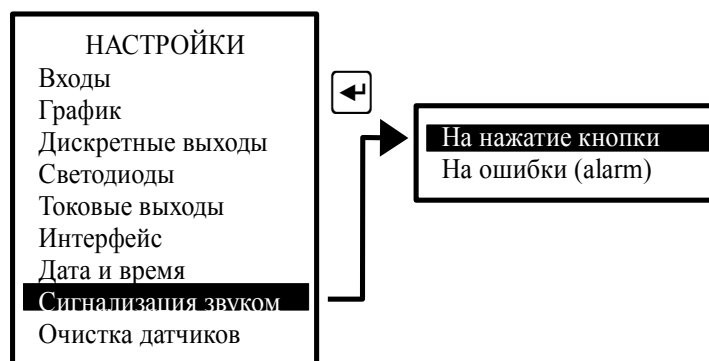 НАСТРОЙКИ
Входы
График
Дискретные выходы
Светодиоды
Токовые выходы
Интерфейс
Дата и время
Сигнализация звуком
Очистка датчиков
На нажатие кнопки
На ошибки (alarm)